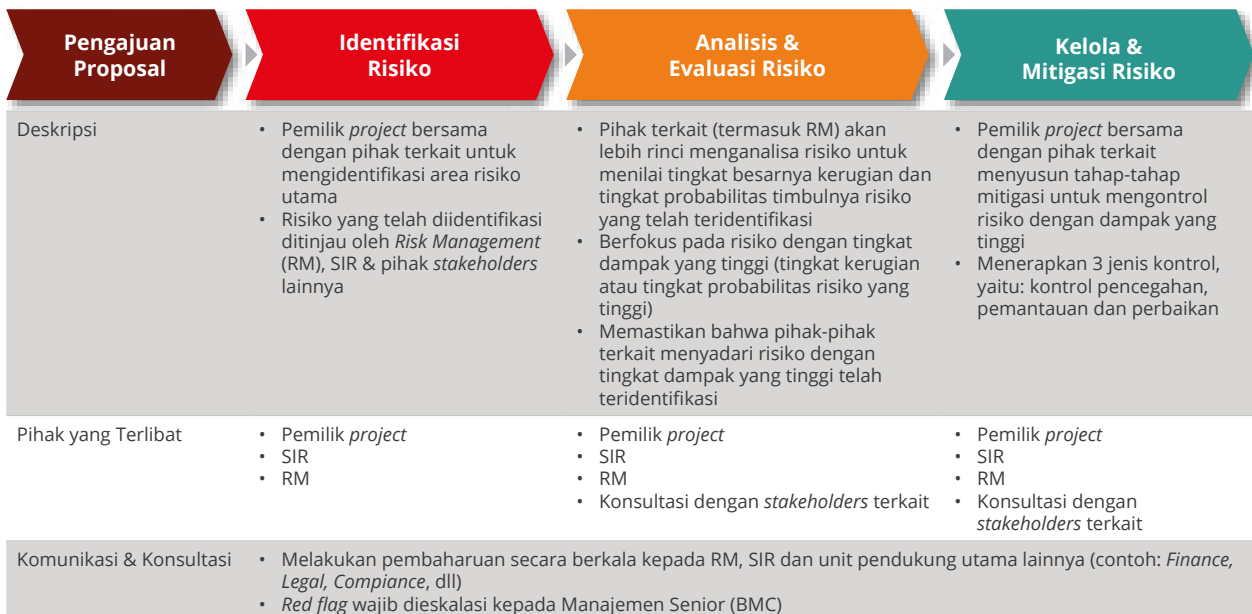 Pengajuan
Proposal
Identifikasi
Risiko
Analisis &
Evaluasi Risiko
Kelola &
Mitigasi Risiko
Deskripsi
• Pemilik project bersama
dengan pihak terkait untuk
mengidentifikasi area risiko
utama
• Risiko yang telah diidentifikasi
ditinjau oleh Risk Management
(RM), SIR & pihak stakeholders
lainnya
• Pihak terkait (termasuk RM) akan
lebih rinci menganalisa risiko untuk
menilai tingkat besarnya kerugian dan
tingkat probabilitas timbulnya risiko
yang telah teridentifikasi
• Berfokus pada risiko dengan tingkat
dampak yang tinggi (tingkat kerugian
atau tingkat probabilitas risiko yang
tinggi)
• Memastikan bahwa pihak-pihak
terkait menyadari risiko dengan
tingkat dampak yang tinggi telah
teridentifikasi
• Pemilik project bersama
dengan pihak terkait
menyusun tahap-tahap
mitigasi untuk mengontrol
risiko dengan dampak yang
tinggi
• Menerapkan 3 jenis kontrol,
yaitu: kontrol pencegahan,
pemantauan dan perbaikan
Pihak yang Terlibat
• Pemilik project
• SIR
• RM
• Pemilik project
• SIR
• RM
• Konsultasi dengan stakeholders terkait
• Pemilik project
• SIR
• RM
• Konsultasi dengan
stakeholders terkait
Komunikasi & Konsultasi
• Melakukan pembaharuan secara berkala kepada RM, SIR dan unit pendukung utama lainnya (contoh: Finance,
Legal, Compiance, dll)
• Red flag wajib dieskalasi kepada Manajemen Senior (BMC)